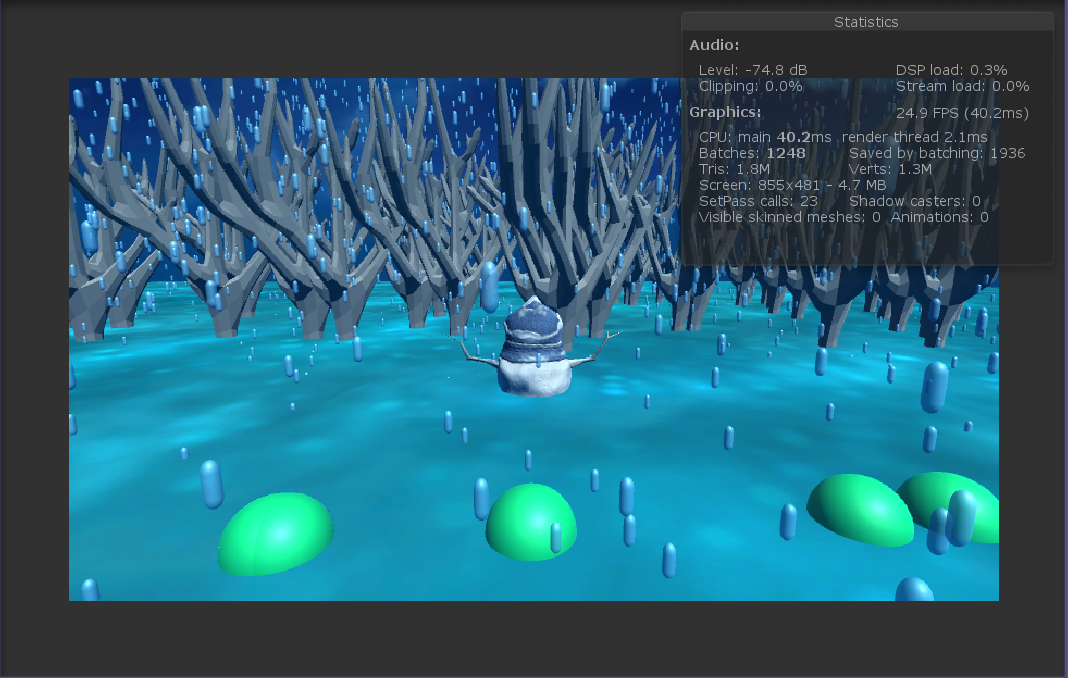 Statistics
Audio:
Level: -74.8 dB DSP load: 0.3%
Clipping: 0.0% Stream load: 0.0%
Graphics: 24.9 FPS (40.2ms)
CPU: main 40.2ms render thread 2.1ms
Batches: 1248 Saved by batching: 1936
Tris: 1.8M Verts: 1.3M
Screen: 855x481 - 4.7 MB
SetPass calls: 23 Shadow casters: 0
Visible skinned meshes: 0 Animations: 0